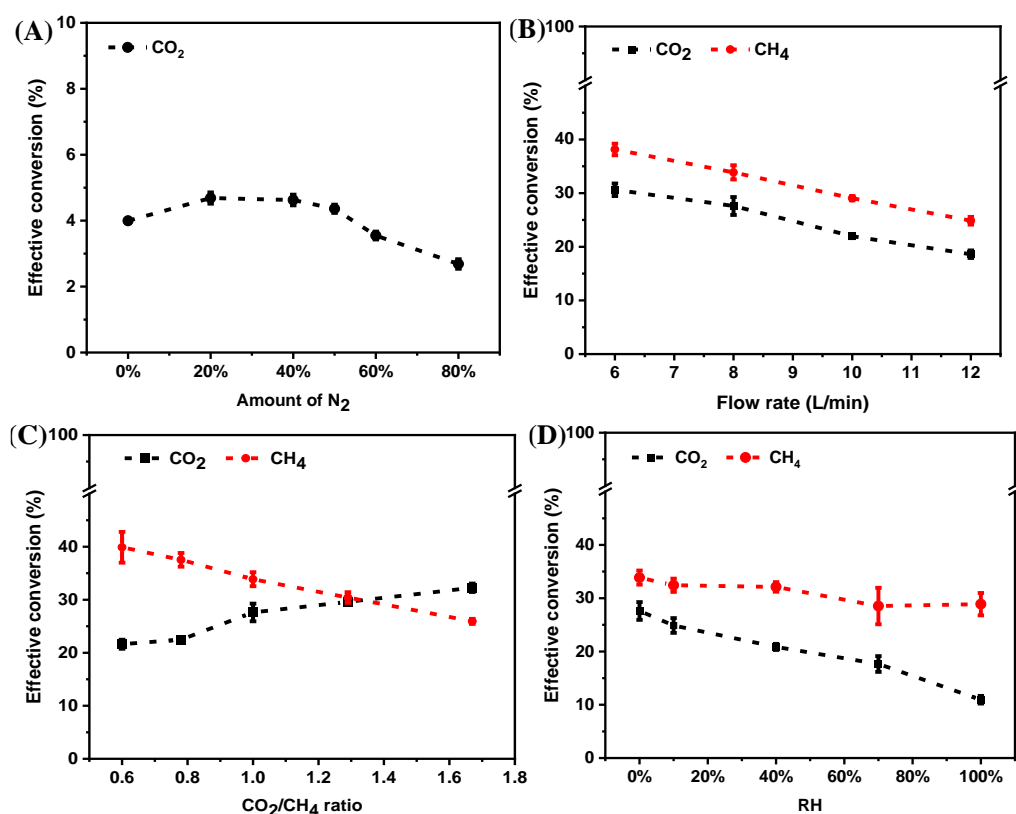 (A)
CO2
Effective conversion (%)
10
8
6
4
2
0
0% 20% 40% 60% 80%
Amount of N2
(B)
CO2 CH4
Effective conversion (%)
100
40
30
20
10
0
6 7 8 9 10 11 12
Flow rate (L/min)
(C)
CO2 CH4
Effective conversion (%)
100
40
30
20
10
0
0.6 0.8 1.0 1.2 1.4 1.6 1.8
CO2/CH4 ratio
(D)
CO2 CH4
Effective conversion (%)
100
40
30
20
10
0
0% 20% 40% 60% 80% 100%
RH